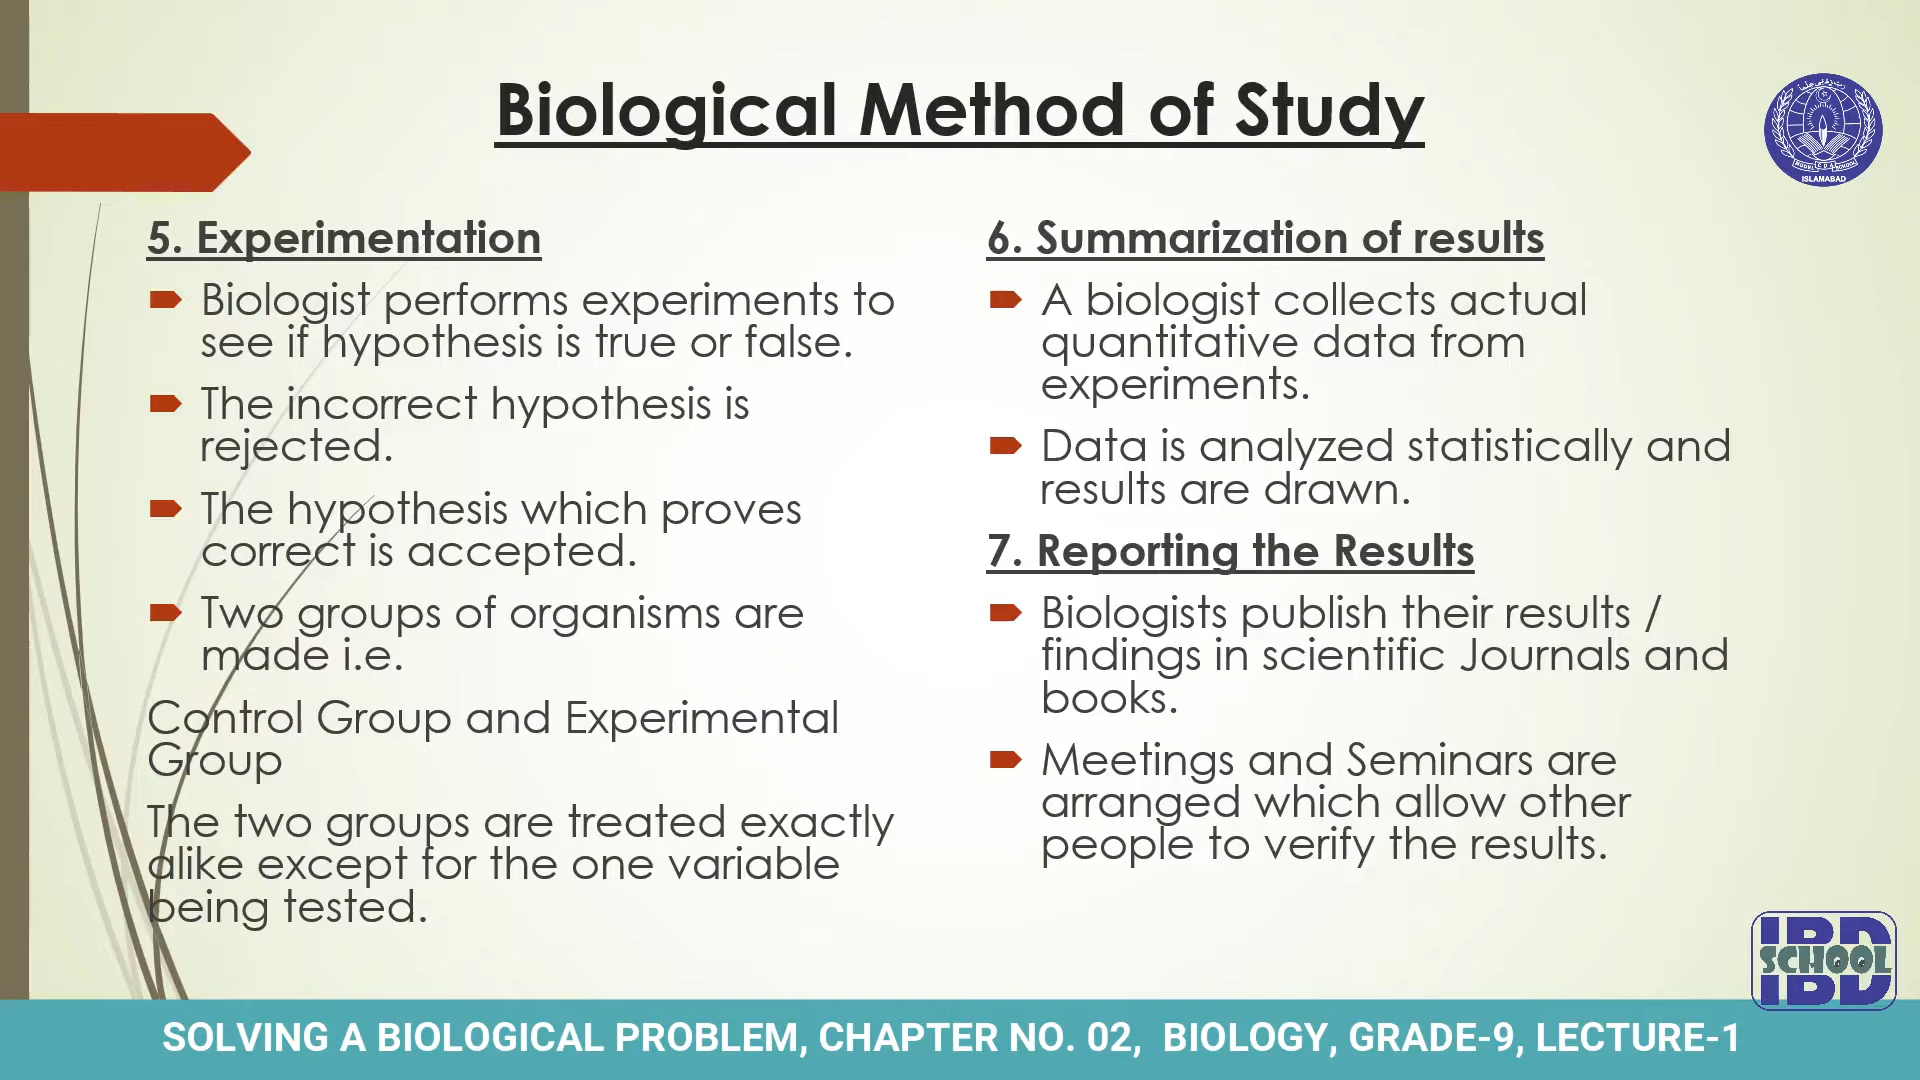 Biological Method of Study
5. Experimentation
Biologist performs experiments to
see if hypothesis is true or false.
The incorrect hypothesis is
rejected.
The hypothesis which proves
correct is accepted.
Two groups of organisms are
made i.e.
Control Group and Experimental
Group
The two groups are treated exactly
alike except for the one variable
being tested.
6. Summarization of results
A biologist collects actual
quantitative data from
experiments.
Data is analyzed statistically and
results are drawn.
7. Reporting the Results
Biologists publish their results /
findings in scientific Journals and
books.
Meetings and Seminars are
arranged which allow other
people to verify the results.
ISLAMABAD
IBD
SCHOOL
IBD
SOLVING A BIOLOGICAL PROBLEM, CHAPTER NO. 02,  BIOLOGY, GRADE-9, LECTURE-1